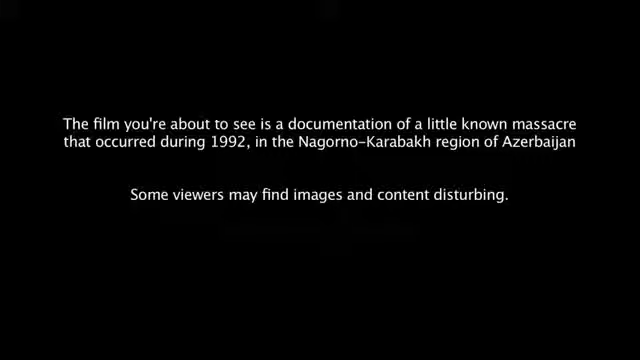 The film you're about to see is a documentation of a little known massacre
that occurred during 1992, in the Nagorno-Karabakh region of Azerbaijan
Some viewers may find images and content disturbing.